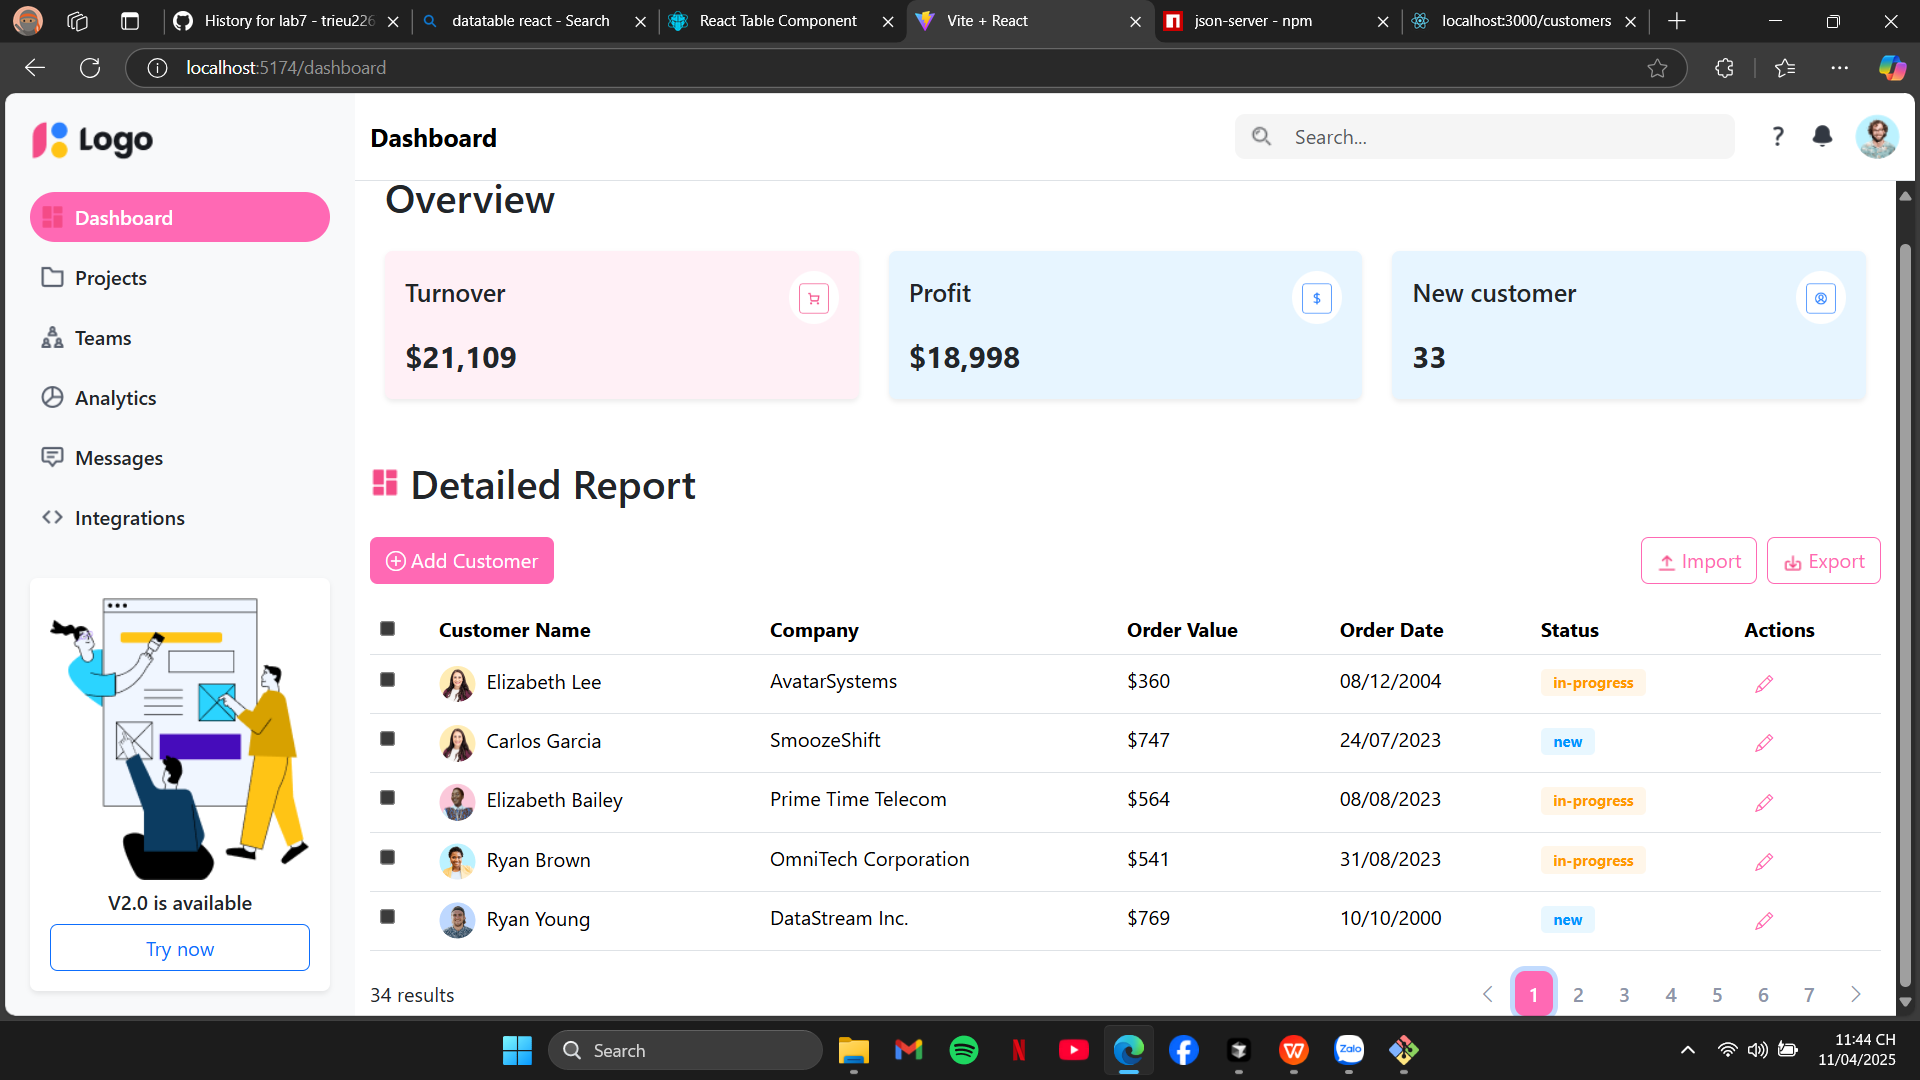 History for lab7 - trieu226
datatable react - Search
React Table Component
Vite + React
json-server - npm
localhost:3000/customers
localhost:5174/dashboard
Logo
Dashboard
Search...
?
Dashboard
Projects
Teams
Analytics
Messages
Integrations
V2.0 is available
Try now
Overview
Turnover
$21,109
Profit
$
$18,998
New customer
33
Detailed Report
Add Customer
Import
Export
Customer Name Company Order Value Order Date Status Actions
Elizabeth Lee AvatarSystems $360 08/12/2004 in-progress
Carlos Garcia SmoozeShift $747 24/07/2023 new
Elizabeth Bailey Prime Time Telecom $564 08/08/2023 in-progress
Ryan Brown OmniTech Corporation $541 31/08/2023 in-progress
Ryan Young DataStream Inc. $769 10/10/2000 new
34 results
1 2 3 4 5 6 7
Search
Zalo
11:44 CH
11/04/2025